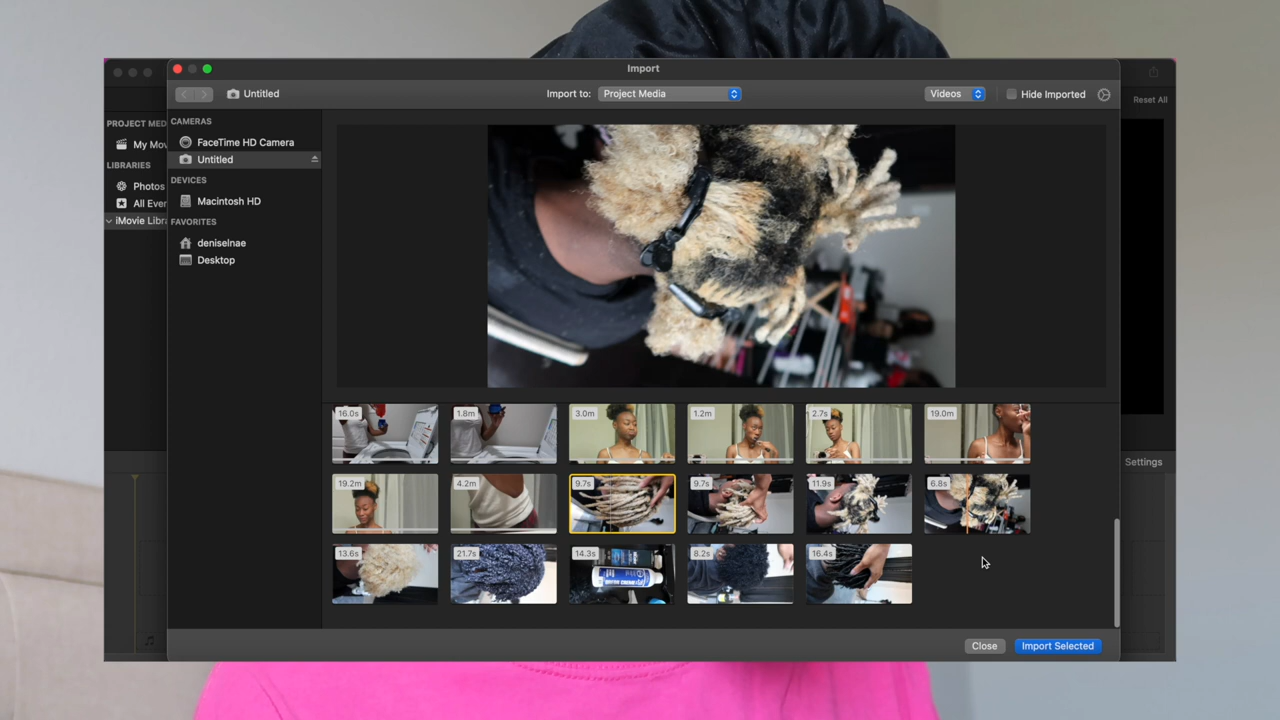 Import
Untitled
Import to:
Project Media
Videos
Hide Imported
Reset All
PROJECT MED
My Mov
LIBRARIES
Photos
All Ever
iMovie Libra
CAMERAS
FaceTime HD Camera
Untitled
DEVICES
Macintosh HD
FAVORITES
deniselnae
Desktop
16.0s
1.8m
3.0m
1.2m
2.7s
19.0m
19.2m
4.2m
9.7s
9.7s
11.9s
6.8s
13.6s
21.7s
14.3s
8.2s
16.4s
Settings
Close
Import Selected